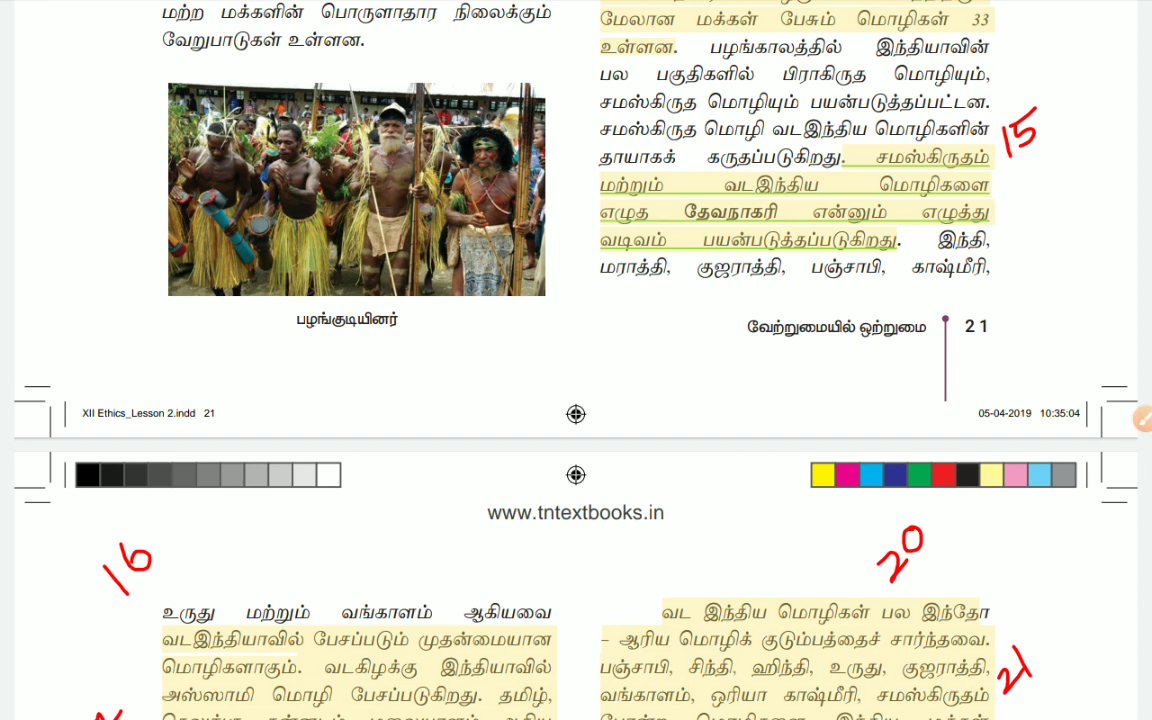 மற்ற மக்களின் பொருளாதார நிலைக்கும்
வேறுபாடுகள் உள்ளன.
பழங்குடியினர்
மேலான மக்கள் பேசும் மொழிகள் 33
உள்ளன. பழங்காலத்தில் இந்தியாவின்
பல பகுதிகளில் பிராகிருத மொழியும்,
சமஸ்கிருத மொழியும் பயன்படுத்தப்பட்டன.
சமஸ்கிருத மொழி வடஇந்திய மொழிகளின்
தாயாகக் கருதப்படுகிறது. சமஸ்கிருதம்
மற்றும் வடஇந்திய மொழிகளை
எழுத தேவநாகரி என்னும் எழுத்து
வடிவம் பயன்படுத்தப்படுகிறது. இந்தி,
மராத்தி, குஜராத்தி, பஞ்சாபி, காஷ்மீரி,
15
வேற்றுமையில் ஒற்றுமை 21
XII Ethics_Lesson 2.indd 21
05-04-2019 10:35:04
www.tntextbooks.in
16
உருது மற்றும் வங்காளம் ஆகியவை
வடஇந்தியாவில் பேசப்படும் முதன்மையான
மொழிகளாகும். வடகிழக்கு இந்தியாவில்
அஸ்ஸாமி மொழி பேசப்படுகிறது. தமிழ்,
20
வட இந்திய மொழிகள் பல இந்தோ
– ஆரிய மொழிக் குடும்பத்தைச் சார்ந்தவை.
பஞ்சாபி, சிந்தி, ஹிந்தி, உருது, குஜராத்தி,
வங்காளம், ஒரியா காஷ்மீரி, சமஸ்கிருதம்
21